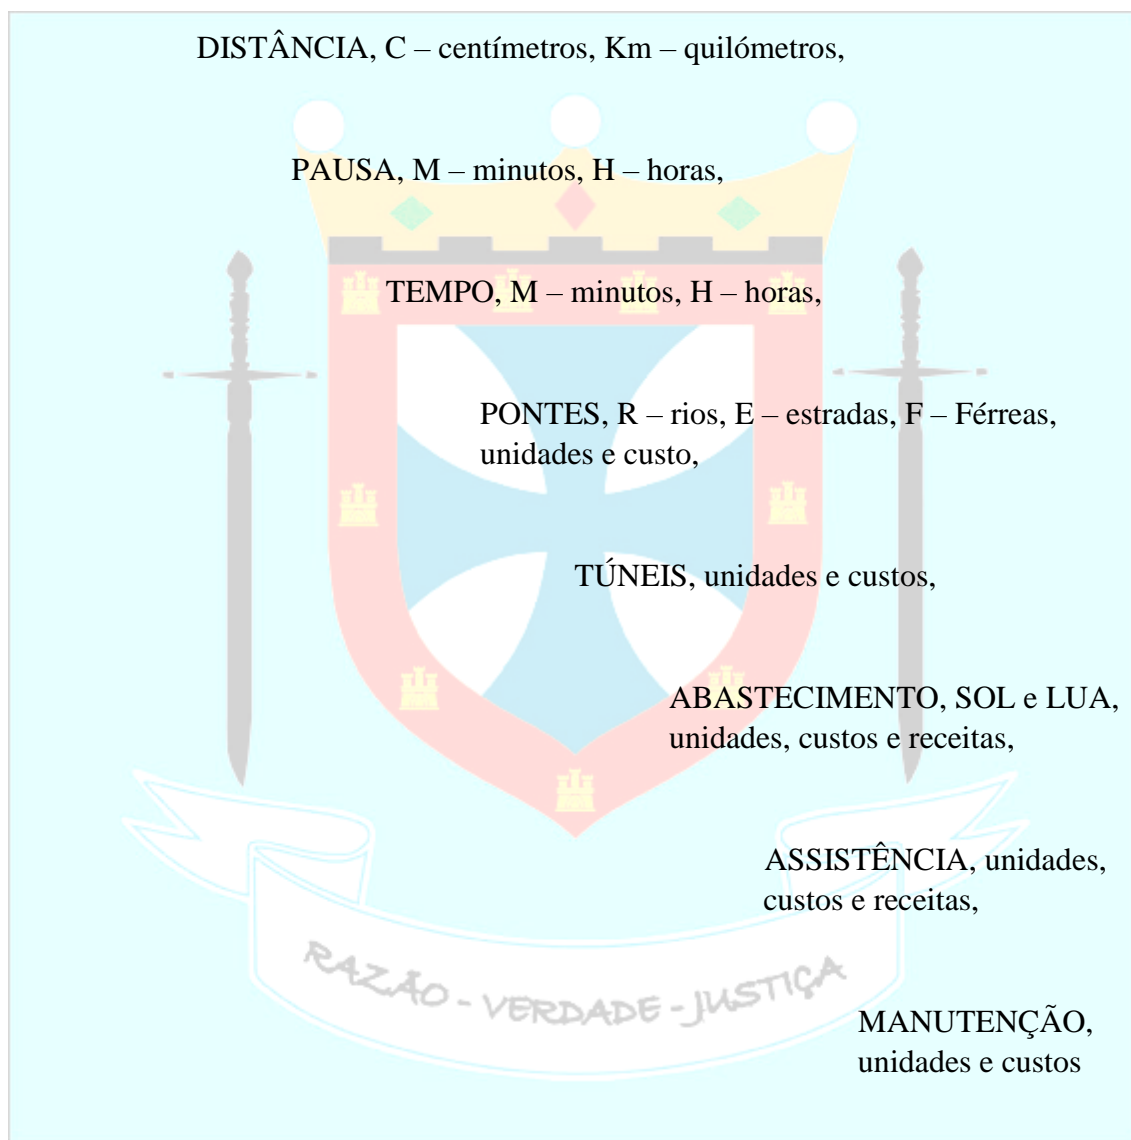 DISTÂNCIA, C – centímetros, Km – quilómetros,
PAUSA, M – minutos, H – horas,
TEMPO, M – minutos, H – horas,
PONTES, R – rios, E – estradas, F – Férreas,
unidades e custo,
TÚNEIS, unidades e custos,
ABASTECIMENTO, SOL e LUA,
unidades, custos e receitas,
ASSISTÊNCIA, unidades,
custos e receitas,
RAZÃO - VERDADE - JUSTIÇA
MANUTENÇÃO,
unidades e custos